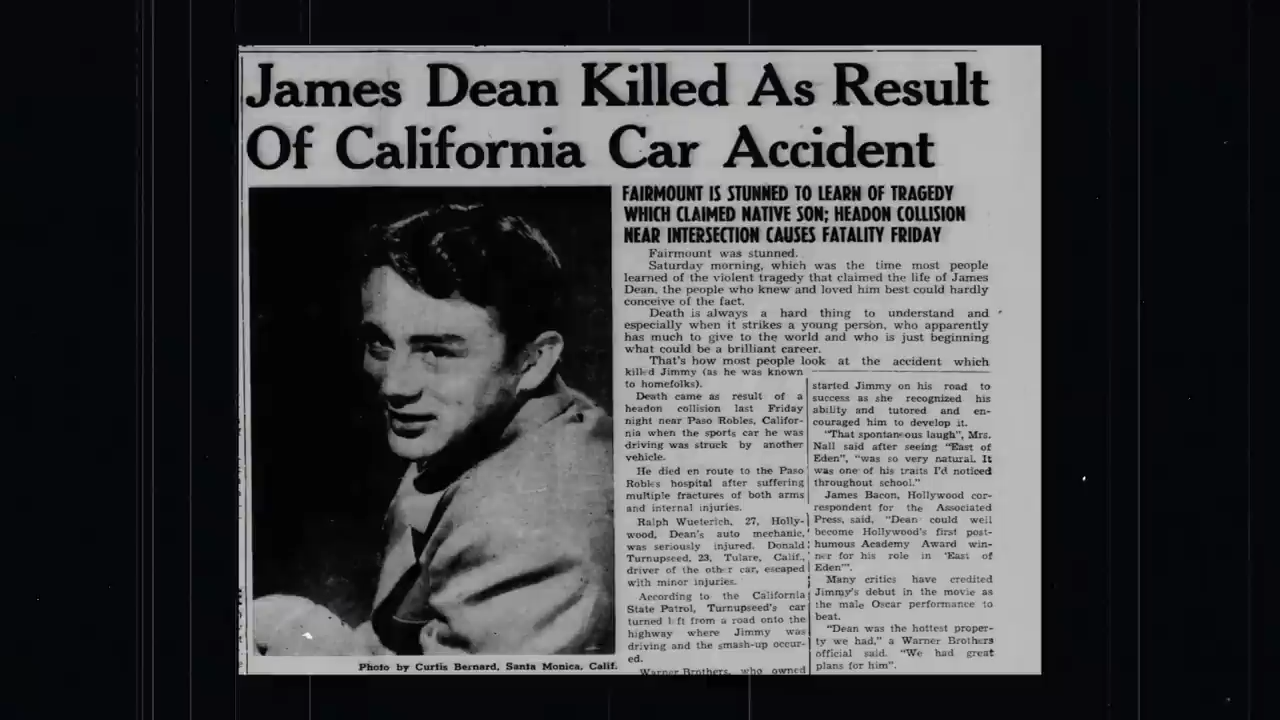 James Dean Killed As Result
Of California Car Accident
FAIRMOUNT IS STUNNED TO LEARN OF TRAGEDY
WHICH CLAIMED NATIVE SON; HEADON COLLISION
NEAR INTERSECTION CAUSES FATALITY FRIDAY
Fairmount was stunned.
Saturday morning, which was the time most people
learned of the violent tragedy that claimed the life of James
Dean, the people who knew and loved him best could hardly
conceive of the fact.
Death is always a hard thing to understand and
especially when it strikes a young person, who apparently
has much to give to the world and who is just beginning
what could be a brilliant career.
That's how most people look at the accident which
killed Jimmy (as he was known
to homefolks).
Death came as result of a
headon collision last Friday
night near Paso Robles, Califor-
nia when the sports car he was
driving was struck by another
vehicle.
He died en route to the Paso
Robles hospital after suffering
multiple fractures of both arms
and internal injuries.
Ralph Wueterich, 27, Holly-
wood, Dean's auto mechanic,
was seriously injured. Donald
Turnupseed, 23, Tulare, Calif.,
driver of the other car, escaped
with minor injuries.
According to the California
State Patrol, Turnupseed's car
turned left from a road onto the
highway where Jimmy was
driving and the smash-up occur-
ed.
Warner Brothers, who owned
started Jimmy on his road to
success as she recognized his
ability and tutored and en-
couraged him to develop it.
"That spontaneous laugh", Mrs.
Nall said after seeing "East of
Eden", "was so very natural. It
was one of his traits I'd noticed
throughout school."
James Bacon, Hollywood cor-
respondent for the Associated
Press, said, "Dean could well
become Hollywood's first post-
humous Academy Award win-
ner for his role in 'East of
Eden'".
Many critics have credited
Jimmy's debut in the movie as
the male Oscar performance to
beat.
"Dean was the hottest proper-
ty we had," a Warner Brothers
official said. "We had great
plans for him".
Photo by Curtis Bernard, Santa Monica, Calif.